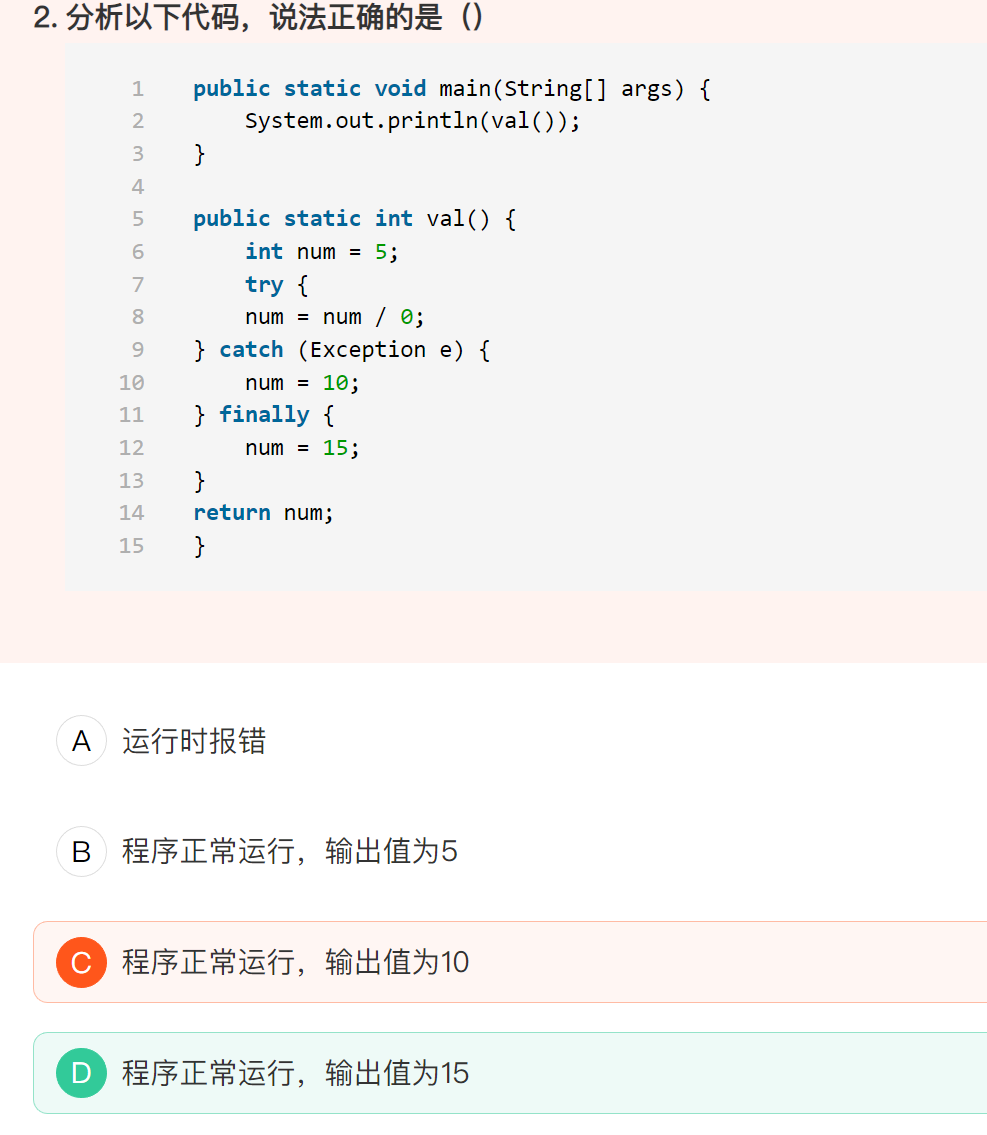 2. 分析以下代码，说法正确的是（）
1 public static void main(String[] args) {
2 System.out.println(val());
3 }
4
5 public static int val() {
6 int num = 5;
7 try {
8 num = num / 0;
9 } catch (Exception e) {
10 num = 10;
11 } finally {
12 num = 15;
13 }
14 return num;
15 }
A 运行时报错
B 程序正常运行，输出值为5
C 程序正常运行，输出值为10
D 程序正常运行，输出值为15